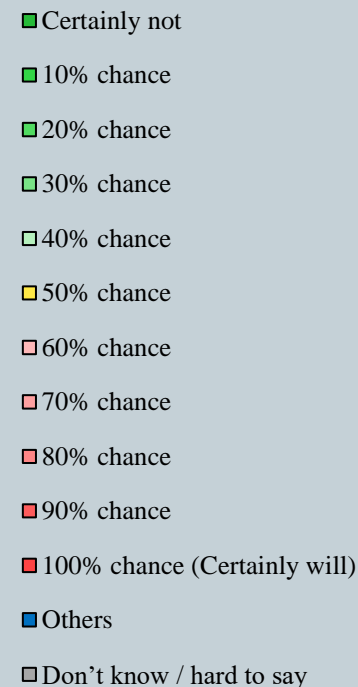 Certainly not
10% chance
20% chance
30% chance
40% chance
50% chance
60% chance
70% chance
80% chance
90% chance
100% chance (Certainly will)
Others
Don’t know / hard to say